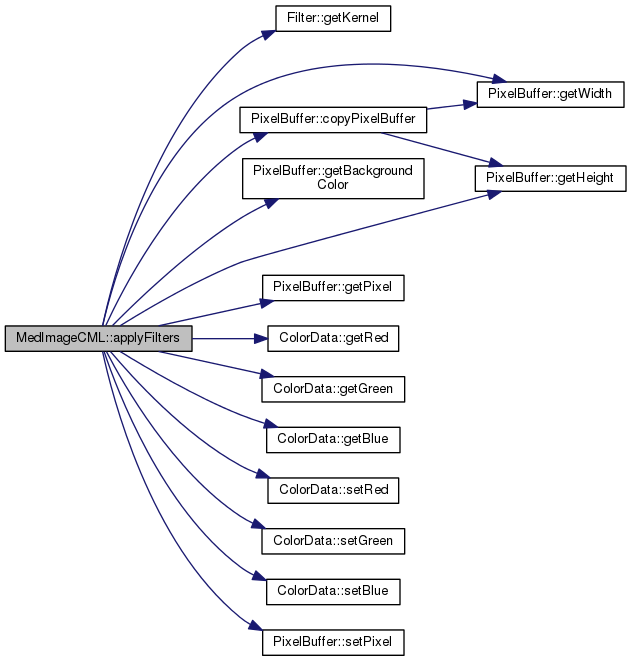 Filter::getKernel
PixelBuffer::getWidth
PixelBuffer::copyPixelBuffer
PixelBuffer::getBackground
Color
PixelBuffer::getHeight
PixelBuffer::getPixel
MedImageCML::applyFilters
ColorData::getRed
ColorData::getGreen
ColorData::getBlue
ColorData::setRed
ColorData::setGreen
ColorData::setBlue
PixelBuffer::setPixel